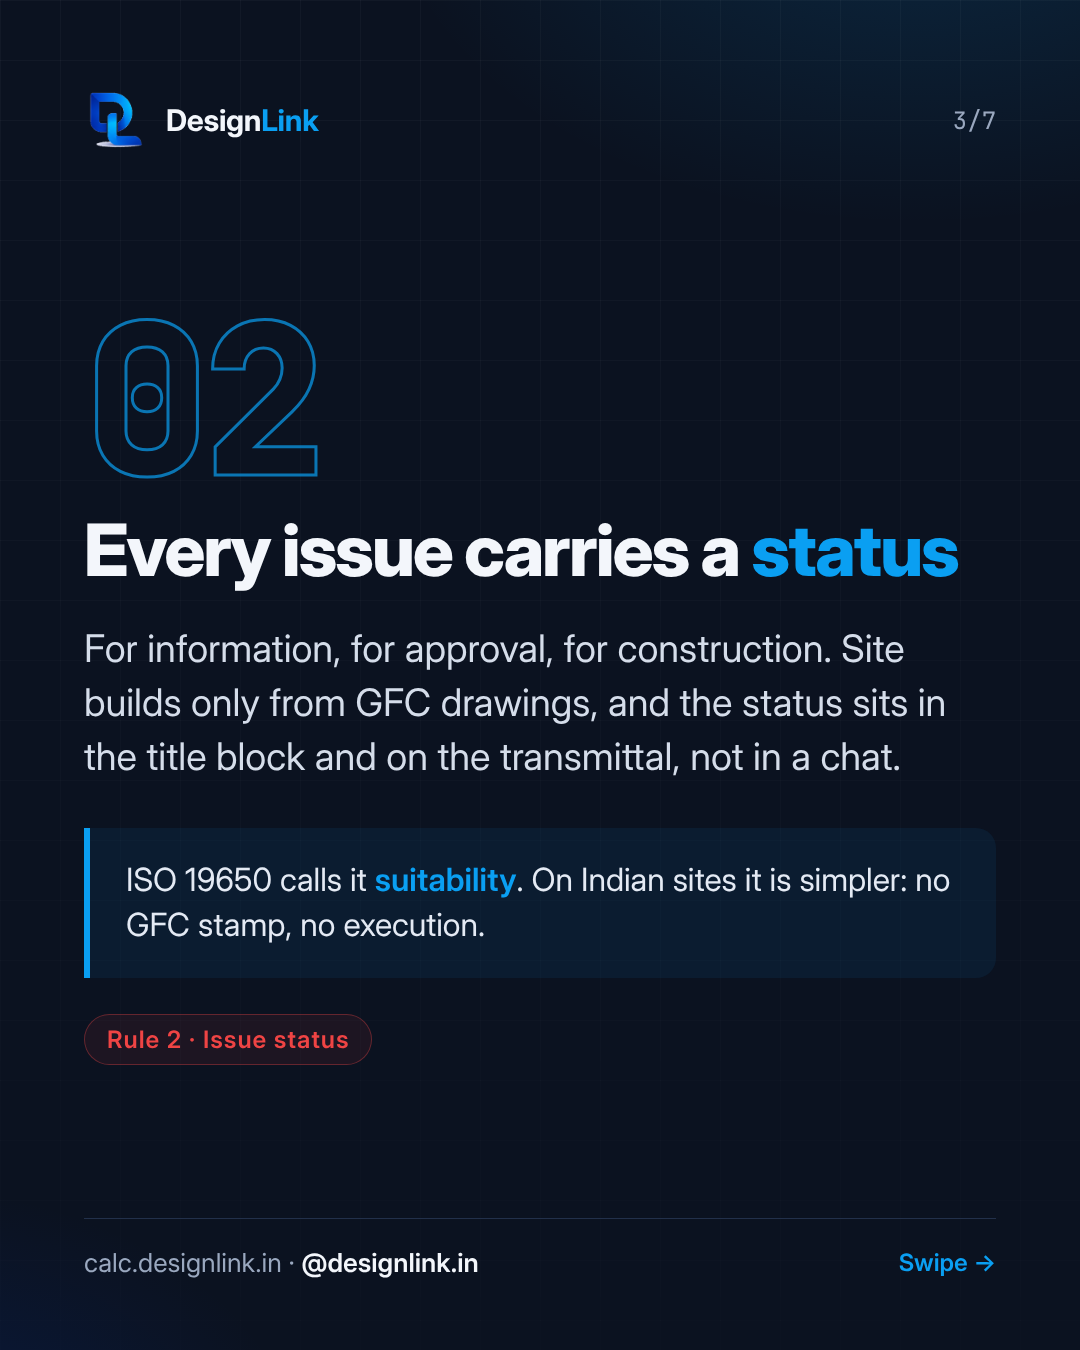 DesignLink
3/7
02
Every issue carries a status
For information, for approval, for construction. Site
builds only from GFC drawings, and the status sits in
the title block and on the transmittal, not in a chat.
ISO 19650 calls it suitability. On Indian sites it is simpler: no
GFC stamp, no execution.
Rule 2 · Issue status
calc.designlink.in · @designlink.in
Swipe →